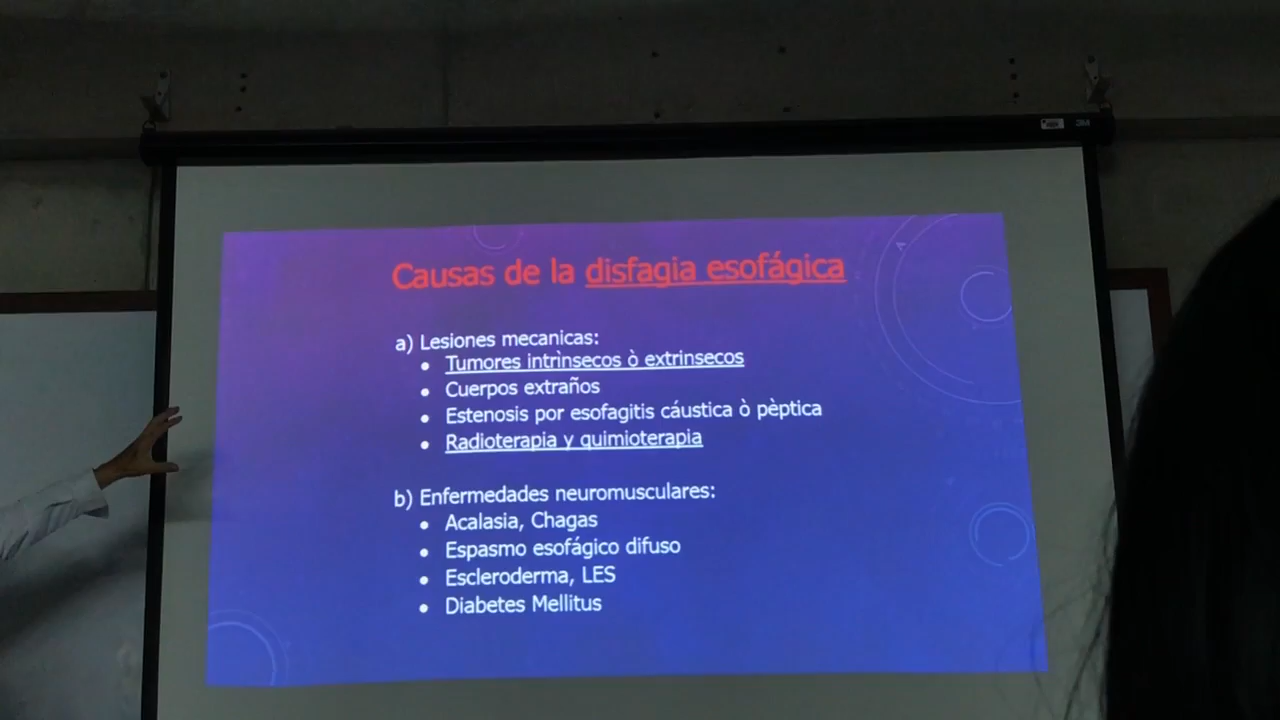 3M
Causas de la disfagia esofágica
a) Lesiones mecanicas:
• Tumores intrìnsecos ò extrinsecos
• Cuerpos extraños
• Estenosis por esofagitis cáustica ò pèptica
• Radioterapia y quimioterapia
b) Enfermedades neuromusculares:
• Acalasia, Chagas
• Espasmo esofágico difuso
• Escleroderma, LES
• Diabetes Mellitus